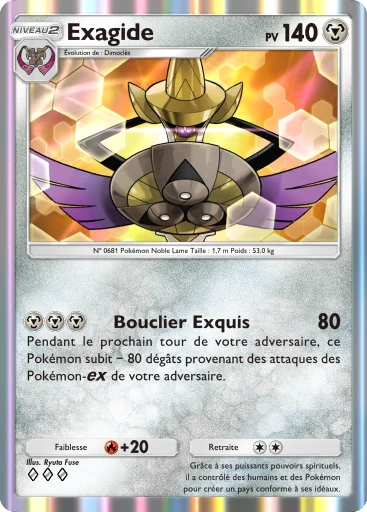 NIVEAU2 Exagide PV 140
Évolution de : Dimoclès
N° 0681 Pokémon Noble Lame Taille : 1,7 m Poids : 53,0 kg
Bouclier Exquis 80
Pendant le prochain tour de votre adversaire, ce
Pokémon subit − 80 dégâts provenant des attaques des
Pokémon-ex de votre adversaire.
Faiblesse +20 Retraite
Illus. Ryuta Fuse
Grâce à ses puissants pouvoirs spirituels,
il a contrôlé des humains et des Pokémon
pour créer un pays conforme à ses idéaux.